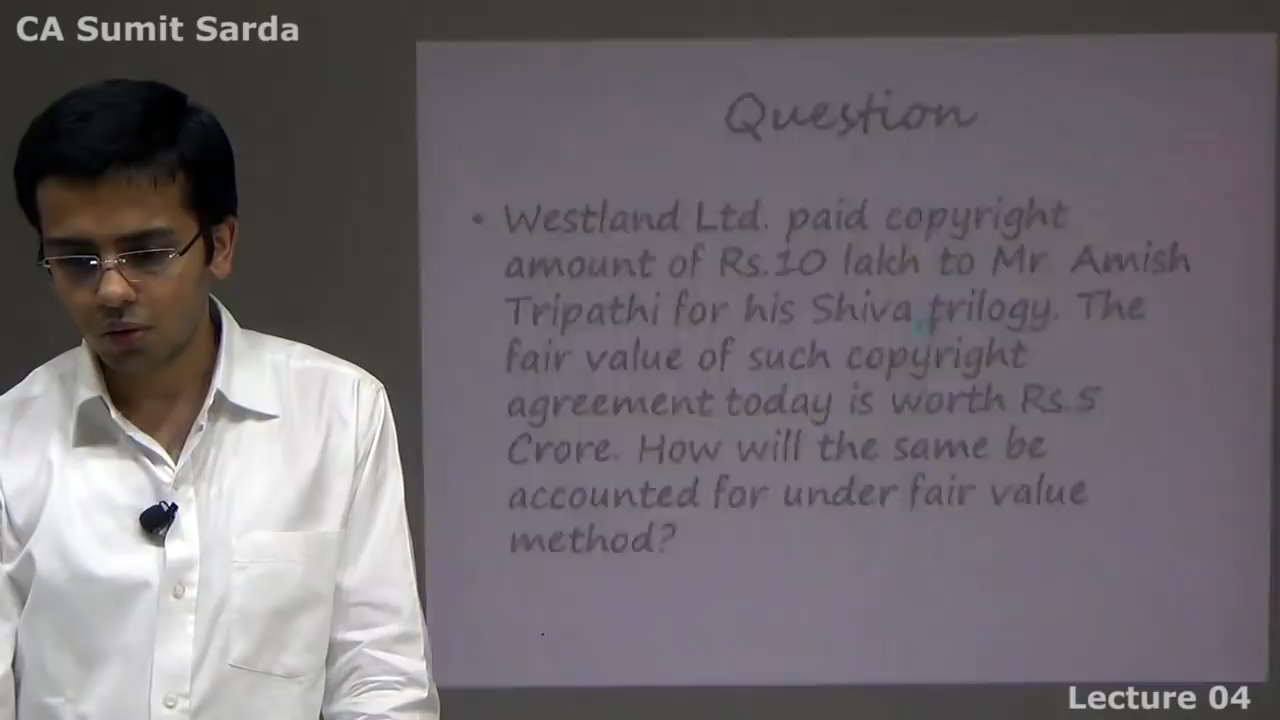 CA Sumit Sarda
Question
• Westland Ltd. paid copyright
amount of Rs.10 lakh to Mr. Amish
Tripathi for his Shiva trilogy. The
fair value of such copyright
agreement today is worth Rs.5
Crore. How will the same be
accounted for under fair value
method?
Lecture 04